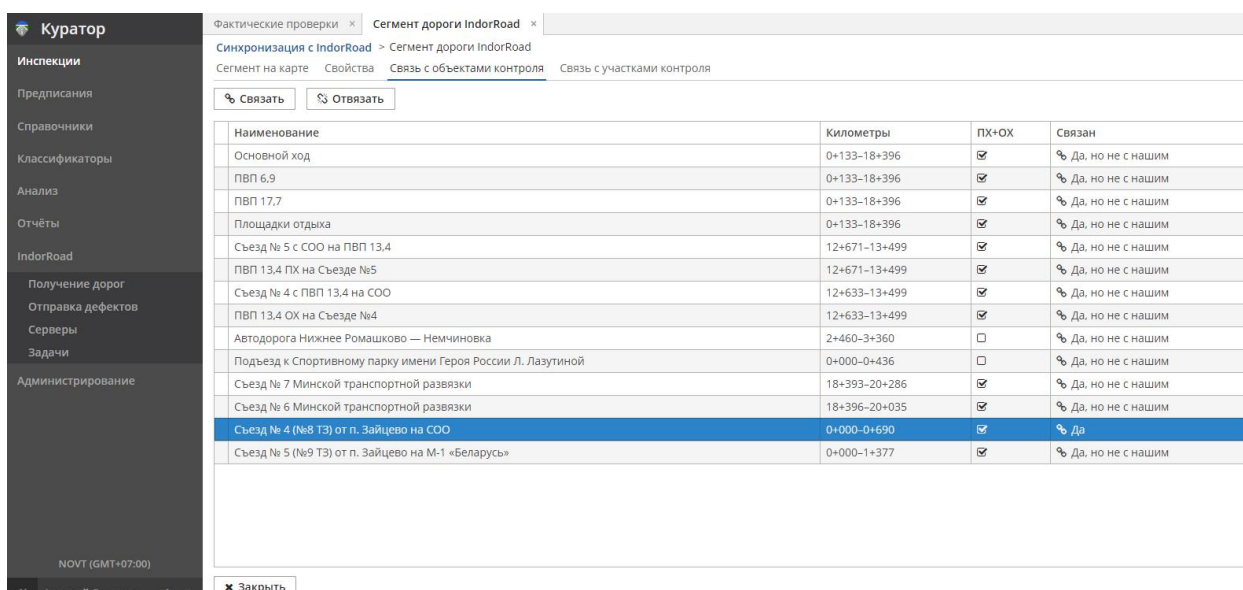 Куратор
Инспекции
Предписания
Справочники
Классификаторы
Анализ
Отчёты
IndorRoad
Получение дорог
Отправка дефектов
Серверы
Задачи
Администрирование
NOVT (GMT+07:00)
Фактические проверки × Сегмент дороги IndorRoad ×
Синхронизация с IndorRoad > Сегмент дороги IndorRoad
Сегмент на карте Свойства Связь с объектами контроля Связь с участками контроля
Связать Отвязать
Наименование Километры ПХ+ОХ Связан
Основной ход 0+133–18+396 Да, но не с нашим
ПВП 6,9 0+133–18+396 Да, но не с нашим
ПВП 17,7 0+133–18+396 Да, но не с нашим
Площадки отдыха 0+133–18+396 Да, но не с нашим
Съезд № 5 с СОО на ПВП 13,4 12+671–13+499 Да, но не с нашим
ПВП 13,4 ПХ на Съезде №5 12+671–13+499 Да, но не с нашим
Съезд № 4 с ПВП 13,4 на СОО 12+633–13+499 Да, но не с нашим
ПВП 13,4 ОХ на Съезде №4 12+633–13+499 Да, но не с нашим
Автодорога Нижнее Ромашково — Немчиновка 2+460–3+360 Да, но не с нашим
Подъезд к Спортивному парку имени Героя России Л. Лазутиной 0+000–0+436 Да, но не с нашим
Съезд № 7 Минской транспортной развязки 18+393–20+286 Да, но не с нашим
Съезд № 6 Минской транспортной развязки 18+396–20+035 Да, но не с нашим
Съезд № 4 (№8 ТЗ) от п. Зайцево на СОО 0+000–0+690 Да
Съезд № 5 (№9 ТЗ) от п. Зайцево на М-1 «Беларусь» 0+000–1+377 Да, но не с нашим
Закрыть